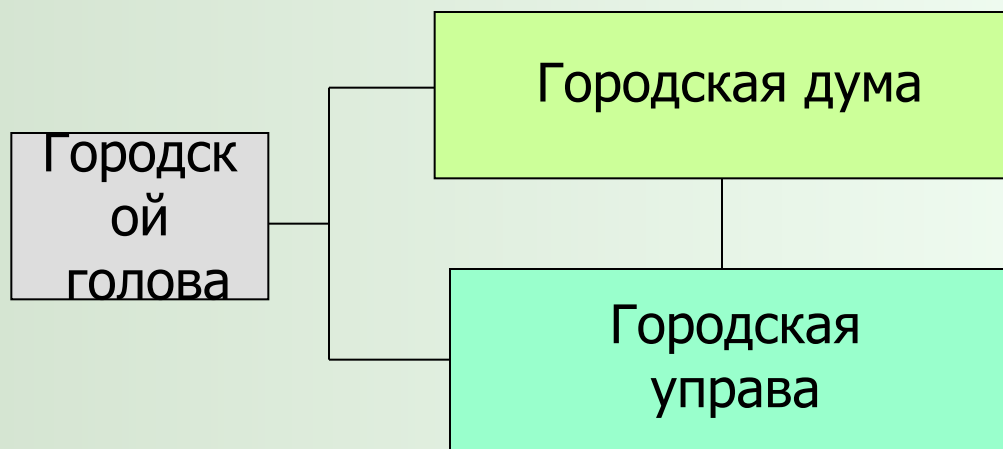 Городская дума
Городск
ой
голова
Городская
управа